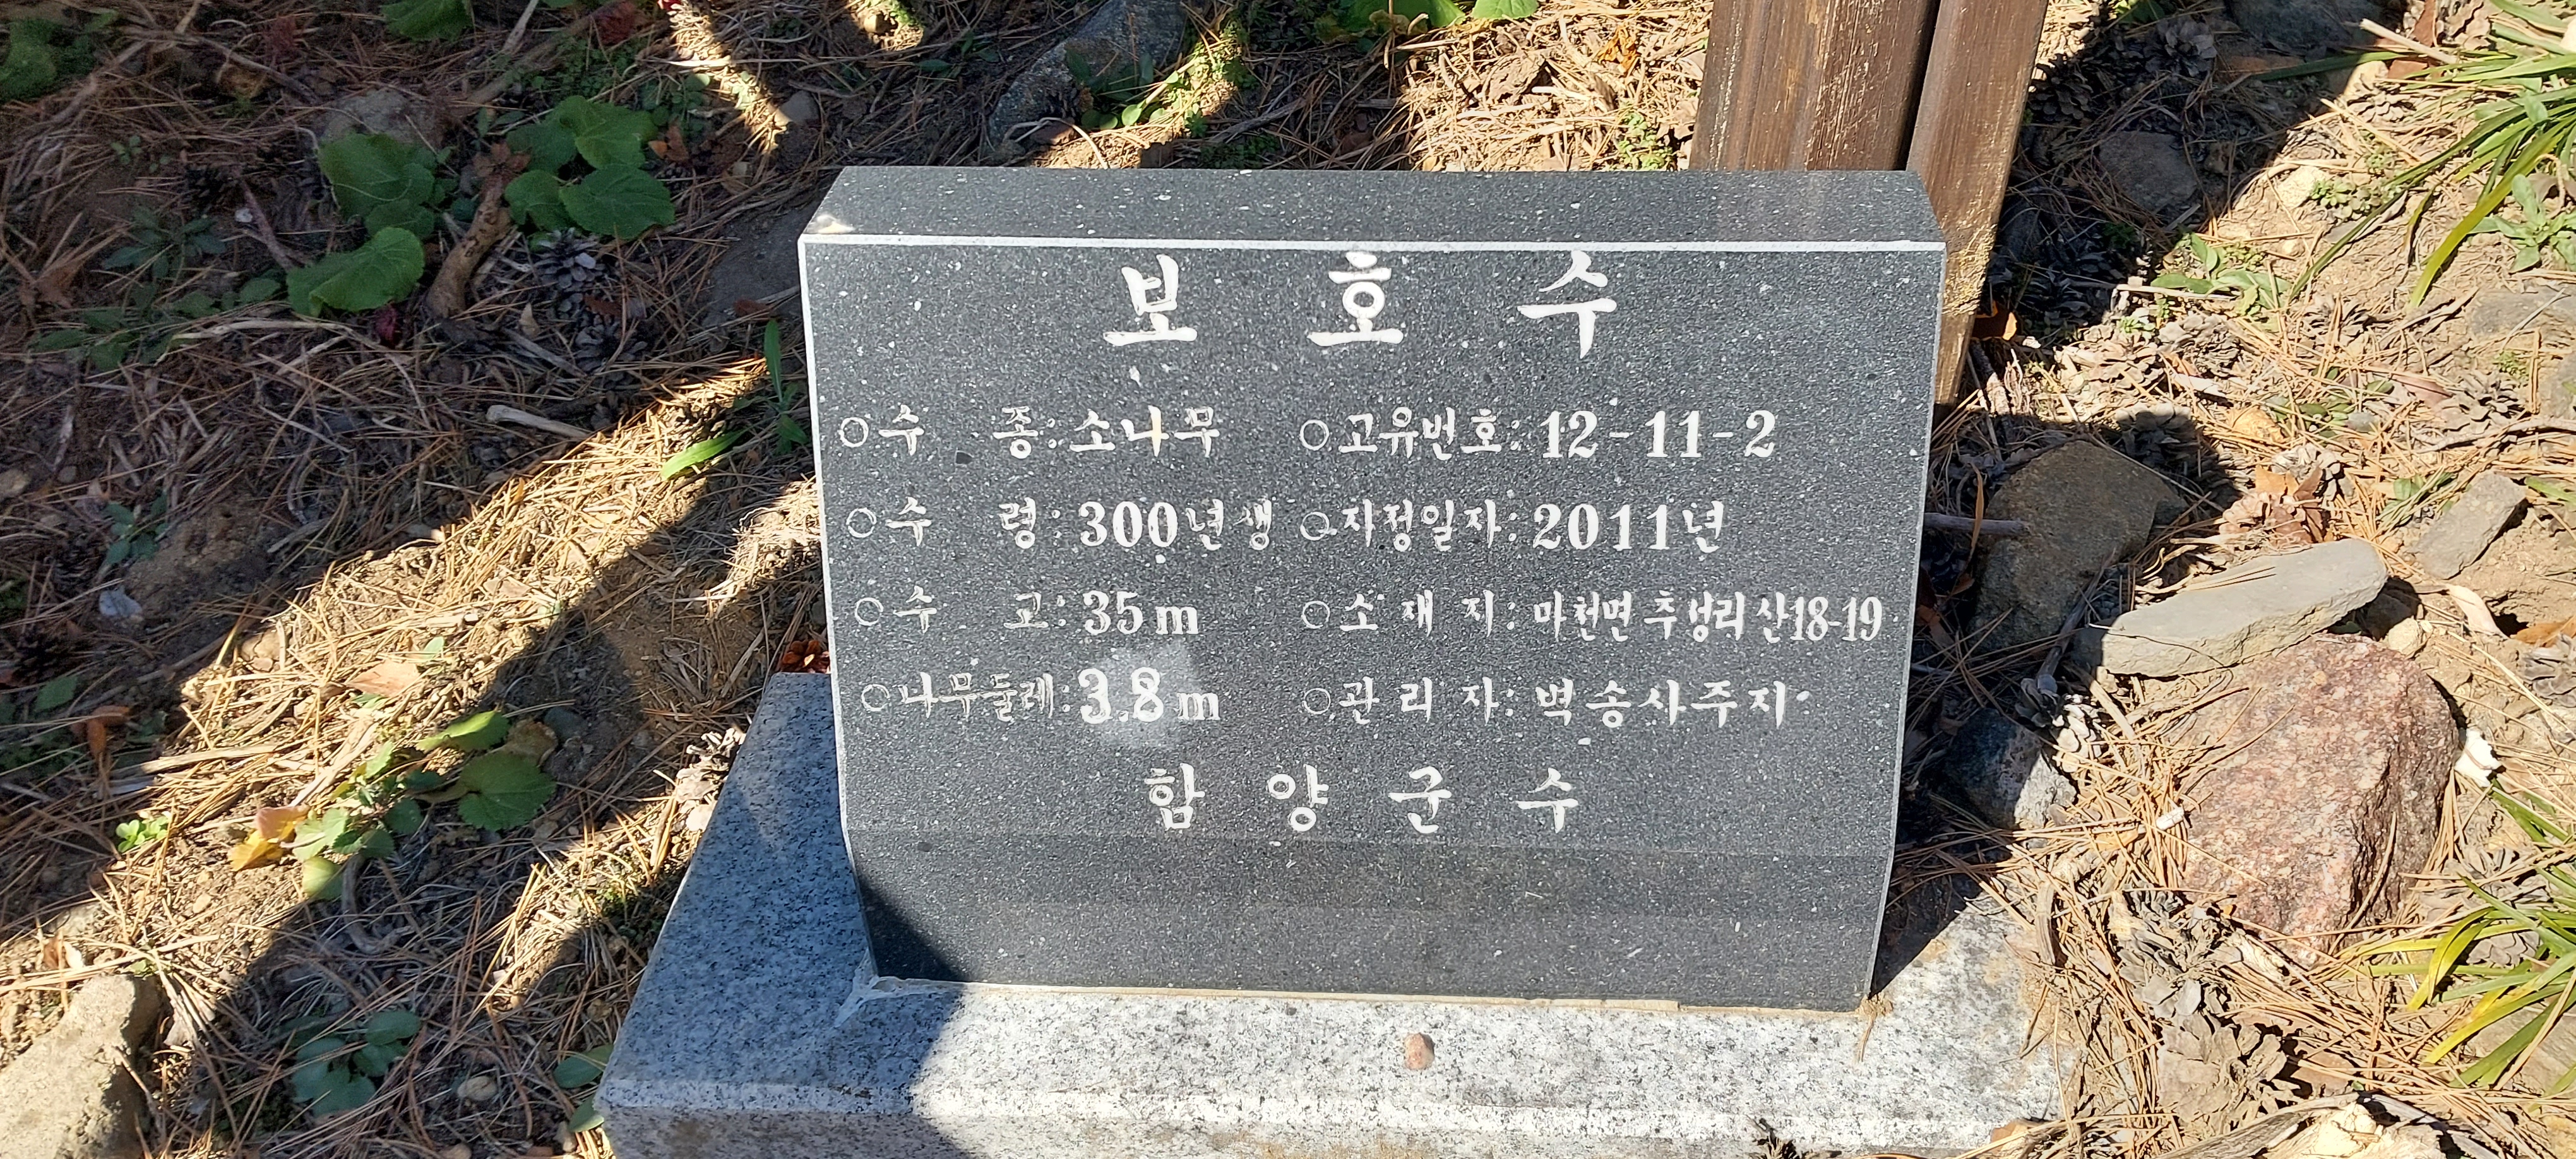 보 호 수
○수 종: 소나무 ○고유번호: 12-11-2
○수 령: 300년생 ○지정일자: 2011년
○수 고: 35m ○소 재 지: 마천면 추성리 산18-19
○나무둘레: 3.8m ○관 리 자: 벽송사주지
함 양 군 수